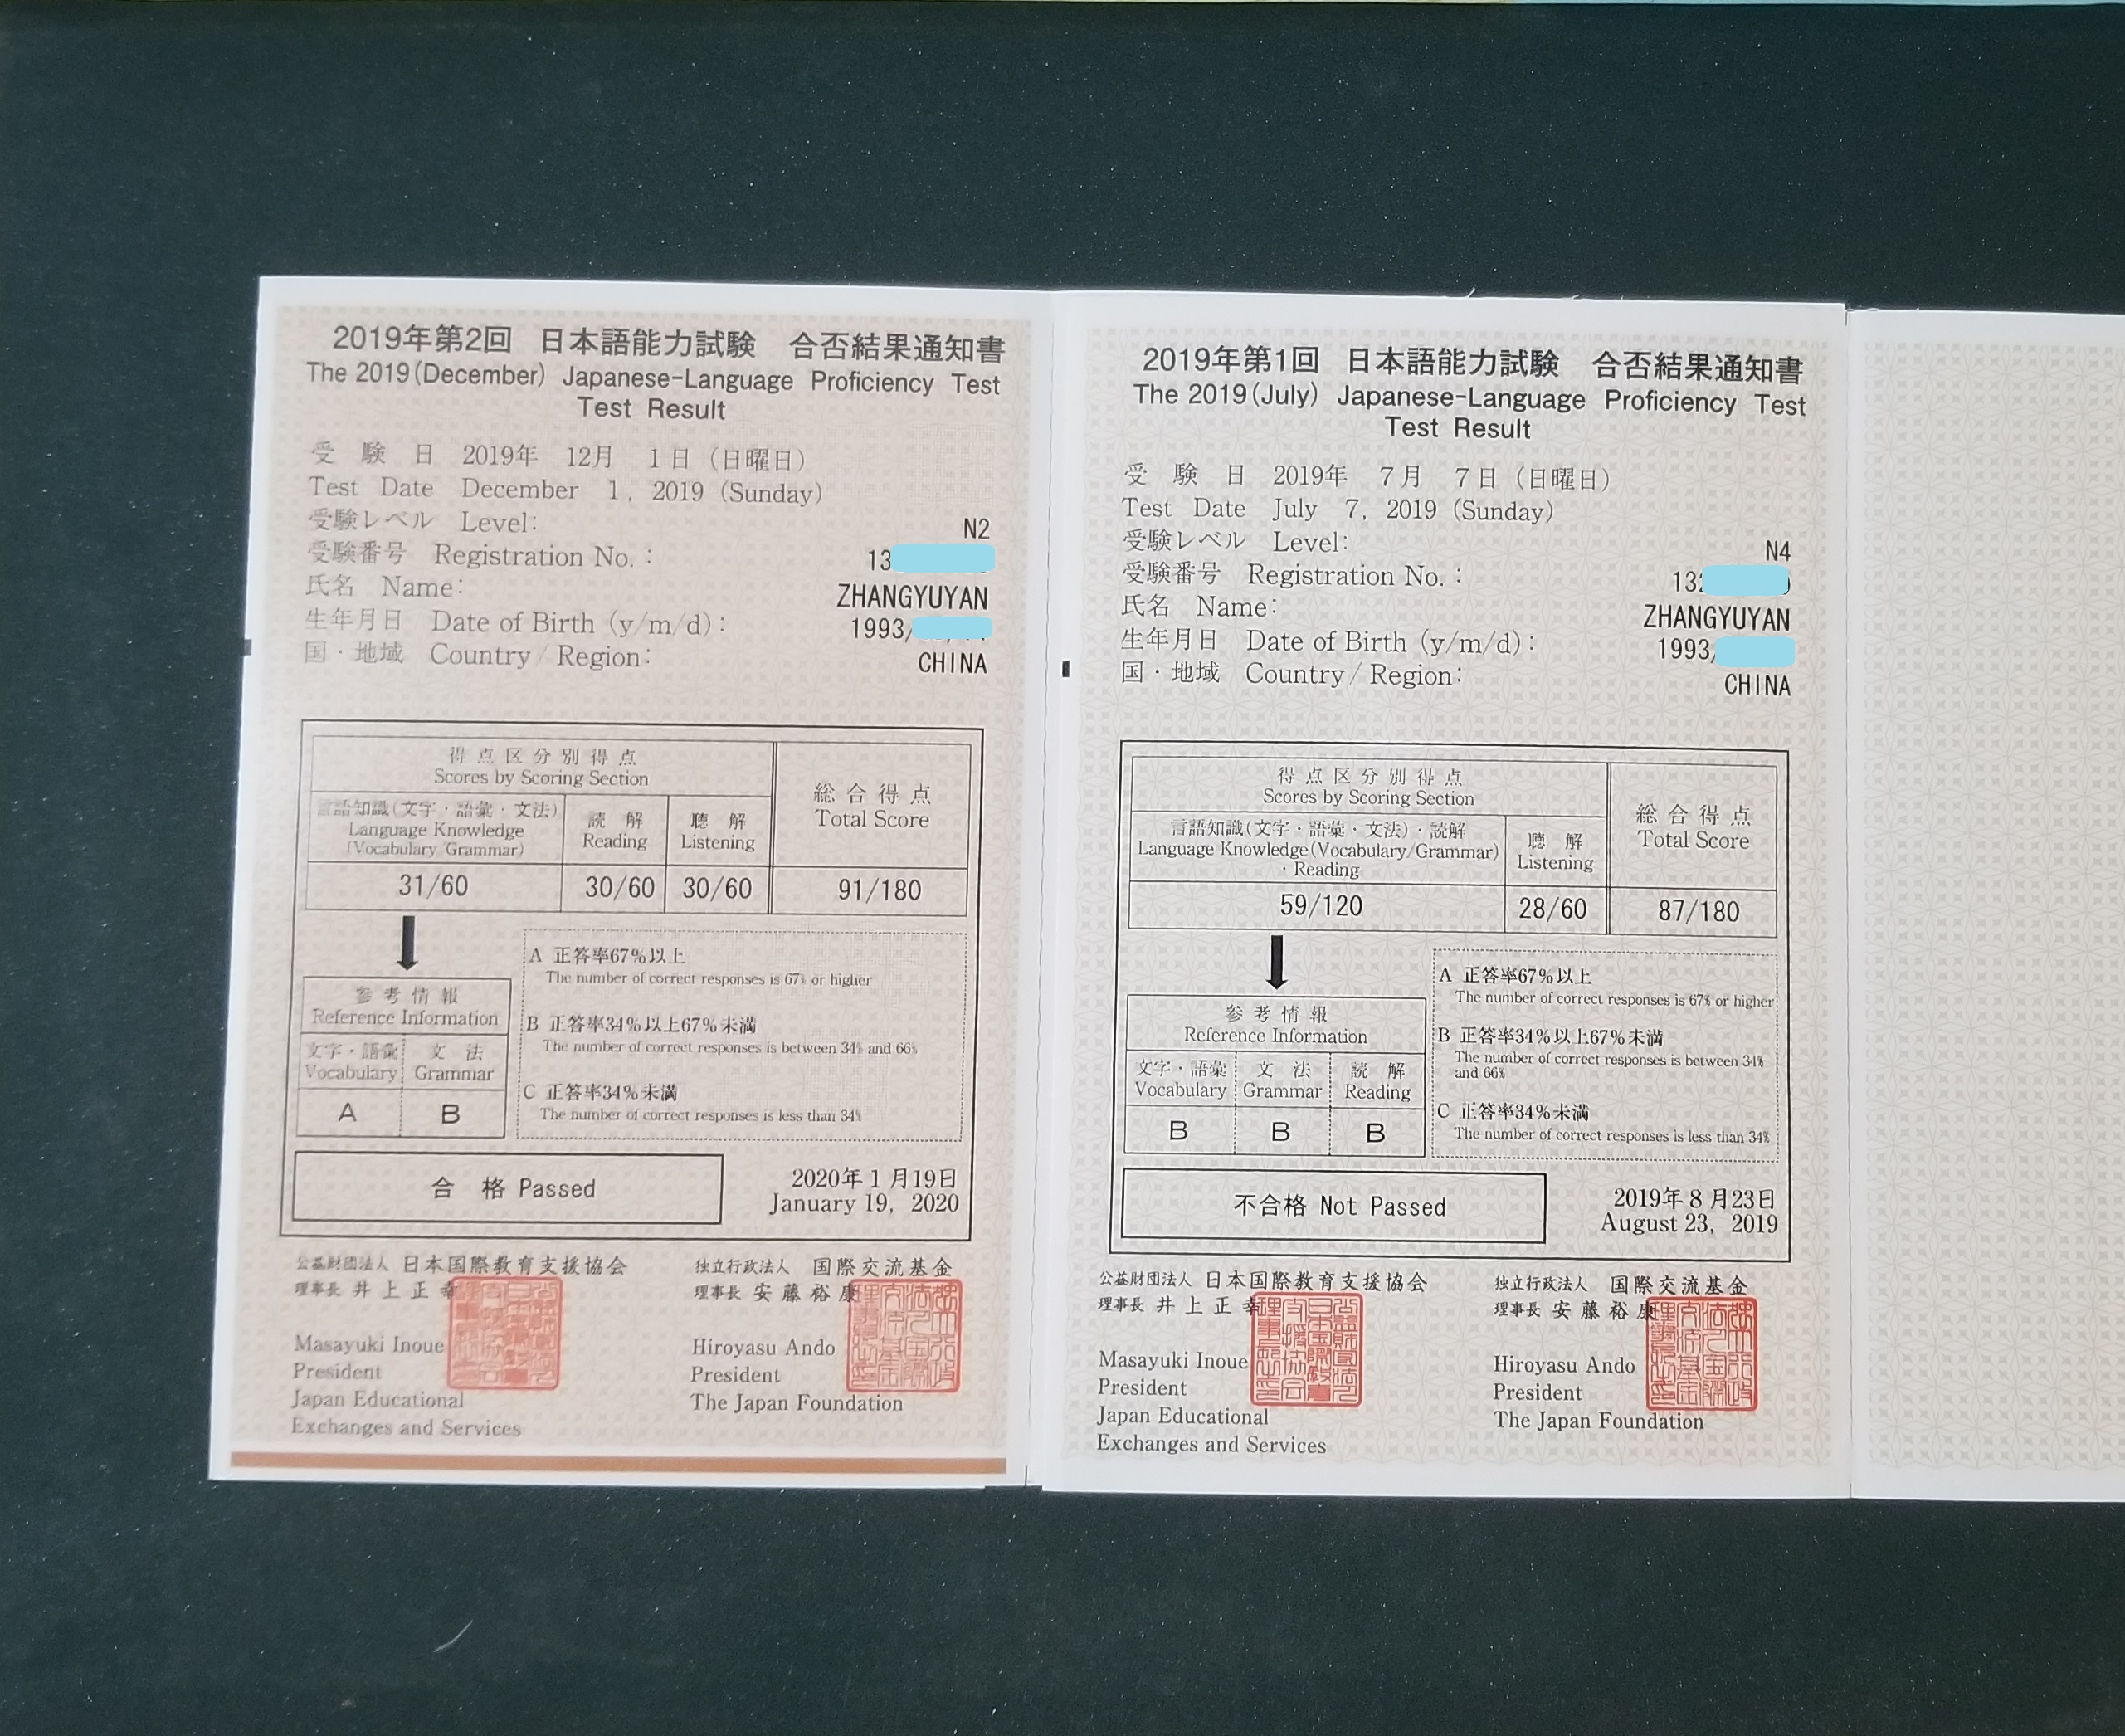 2019年第2回 日本語能力試験 合否結果通知書
The 2019(December) Japanese-Language Proficiency Test
Test Result
受験日 2019年 12月 1日 (日曜日)
Test Date December 1, 2019 (Sunday)
受験レベル Level: N2
受験番号 Registration No.: 13
氏名 Name: ZHANGYUYAN
生年月日 Date of Birth (y/m/d): 1993/
国・地域 Country / Region: CHINA
得点区分別得点
Scores by Scoring Section
総合得点
Total Score
言語知識(文字・語彙・文法)
Language Knowledge
(Vocabulary/Grammar)
読解
Reading
聴解
Listening
31/60 30/60 30/60 91/180
参考情報
Reference Information
文字・語彙 文法
Vocabulary Grammar
A B
A 正答率67%以上
The number of correct responses is 67% or higher
B 正答率34%以上67%未満
The number of correct responses is between 34% and 66%
C 正答率34%未満
The number of correct responses is less than 34%
合格 Passed
2020年1月19日
January 19, 2020
公益財団法人 日本国際教育支援協会
理事長 井上正幸
Masayuki Inoue
President
Japan Educational
Exchanges and Services
独立行政法人 国際交流基金
理事長 安藤裕康
Hiroyasu Ando
President
The Japan Foundation
2019年第1回 日本語能力試験 合否結果通知書
The 2019(July) Japanese-Language Proficiency Test
Test Result
受験日 2019年 7月 7日 (日曜日)
Test Date July 7, 2019 (Sunday)
受験レベル Level: N4
受験番号 Registration No.: 13
氏名 Name: ZHANGYUYAN
生年月日 Date of Birth (y/m/d): 1993/
国・地域 Country / Region: CHINA
得点区分別得点
Scores by Scoring Section
総合得点
Total Score
言語知識(文字・語彙・文法)・読解
Language Knowledge(Vocabulary/Grammar)
・Reading
聴解
Listening
59/120 28/60 87/180
参考情報
Reference Information
文字・語彙 文法 読解
Vocabulary Grammar Reading
B B B
A 正答率67%以上
The number of correct responses is 67% or higher
B 正答率34%以上67%未満
The number of correct responses is between 34%
and 66%
C 正答率34%未満
The number of correct responses is less than 34%
不合格 Not Passed
2019年8月23日
August 23, 2019
公益財団法人 日本国際教育支援協会
理事長 井上正幸
Masayuki Inoue
President
Japan Educational
Exchanges and Services
独立行政法人 国際交流基金
理事長 安藤裕康
Hiroyasu Ando
President
The Japan Foundation